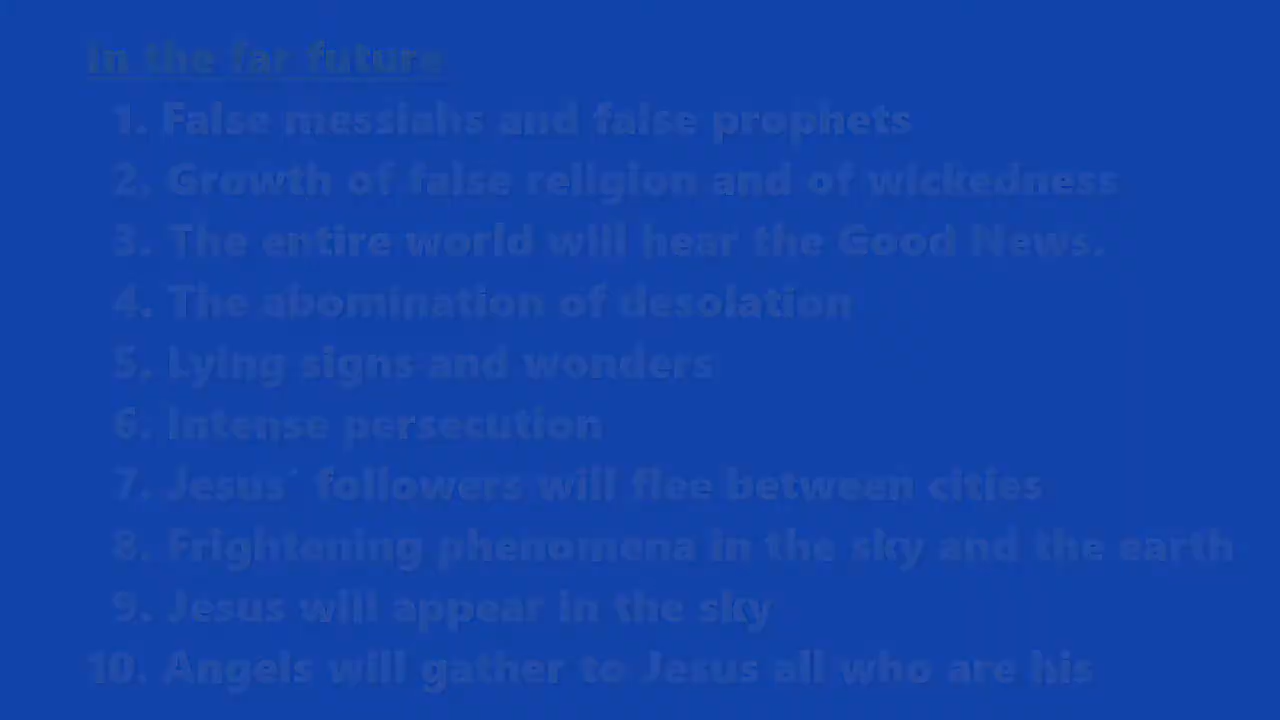 In the far future
1. False messiahs and false prophets
2. Growth of false religion and of wickedness
3. The entire world will hear the Good News.
4. The abomination of desolation
5. Lying signs and wonders
6. Intense persecution
7. Jesus´ followers will flee between cities
8. Frightening phenomena in the sky and the earth
9. Jesus will appear in the sky
10. Angels will gather to Jesus all who are his